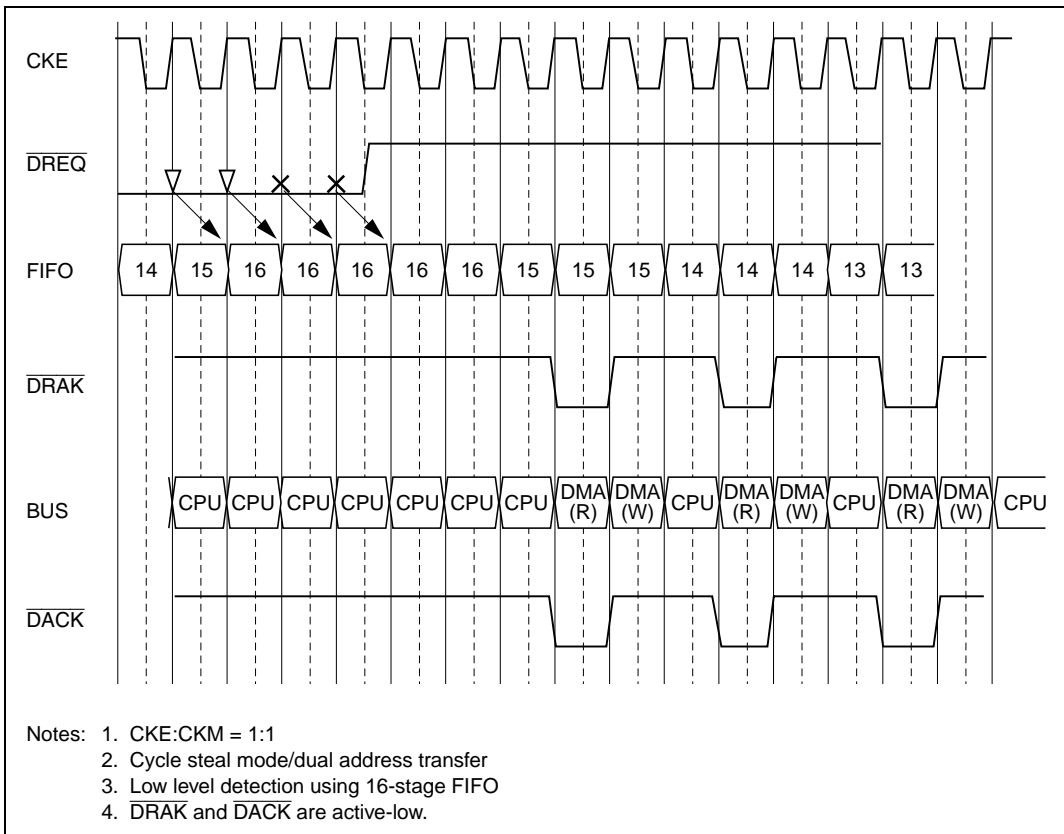 CKE
DREQ
FIFO 14 15 16 16 16 16 16 15 15 15 14 14 14 13 13
DRAK
BUS CPU CPU CPU CPU CPU CPU CPU DMA (R) DMA (W) CPU DMA (R) DMA (W) CPU DMA (R) DMA (W) CPU
DACK
Notes: 1. CKE:CKM = 1:1
2. Cycle steal mode/dual address transfer
3. Low level detection using 16-stage FIFO
4. DRAK and DACK are active-low.